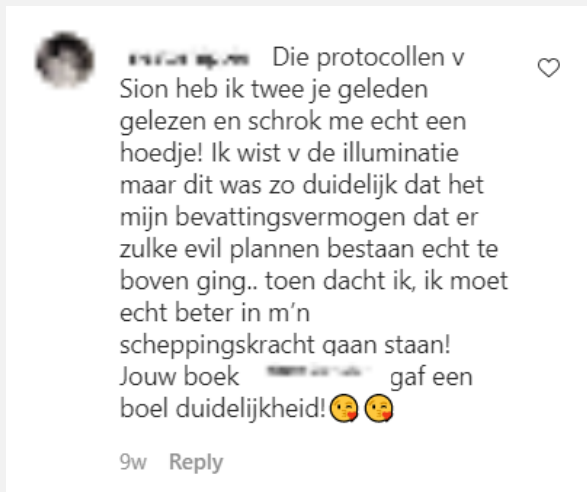 Die protocollen v
Sion heb ik twee je geleden
gelezen en schrok me echt een
hoedje! Ik wist v de illuminatie
maar dit was zo duidelijk dat het
mijn bevattingsvermogen dat er
zulke evil plannen bestaan echt te
boven ging.. toen dacht ik, ik moet
echt beter in m'n
scheppingskracht gaan staan!
Jouw boek gaf een
boel duidelijkheid!😘😘
9w Reply